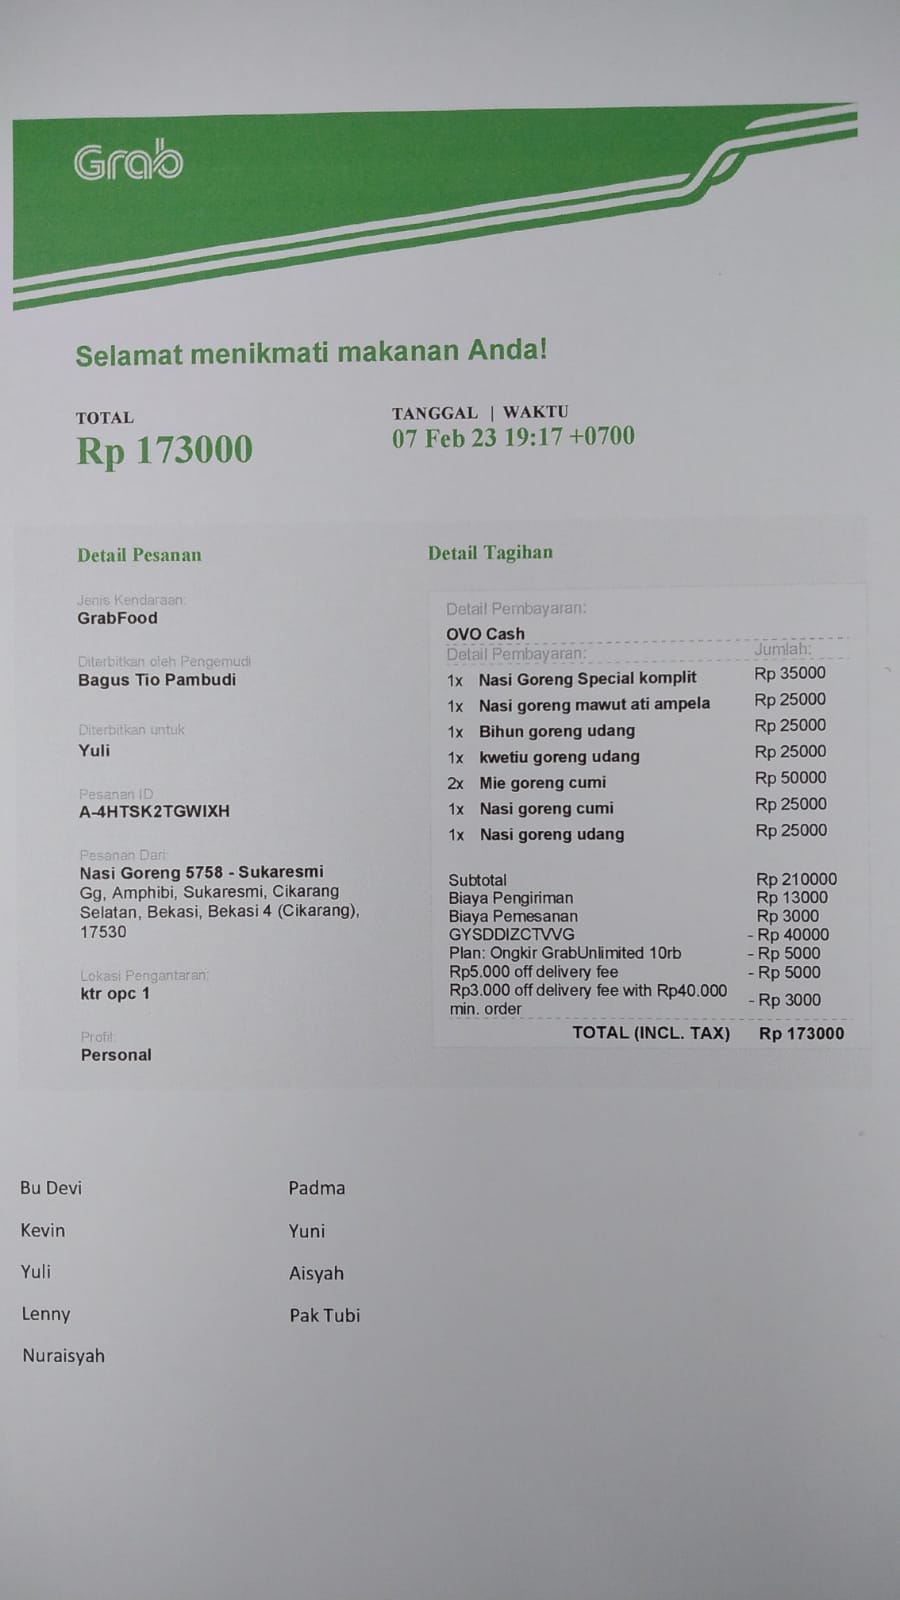 Grab
Selamat menikmati makanan Anda!
TOTAL
Rp 173000
TANGGAL | WAKTU
07 Feb 23 19:17 +0700
Detail Pesanan
Jenis Kendaraan:
GrabFood
Diterbitkan oleh Pengemudi
Bagus Tio Pambudi
Diterbitkan untuk
Yuli
Pesanan ID
A-4HTSK2TGWIXH
Pesanan Dari:
Nasi Goreng 5758 - Sukaresmi
Gg, Amphibi, Sukaresmi, Cikarang
Selatan, Bekasi, Bekasi 4 (Cikarang),
17530
Lokasi Pengantaran:
ktr opc 1
Profil:
Personal
Detail Tagihan
Detail Pembayaran:
OVO Cash
Detail Pembayaran: Jumlah:
1x Nasi Goreng Special komplit Rp 35000
1x Nasi goreng mawut ati ampela Rp 25000
1x Bihun goreng udang Rp 25000
1x kwetiu goreng udang Rp 25000
2x Mie goreng cumi Rp 50000
1x Nasi goreng cumi Rp 25000
1x Nasi goreng udang Rp 25000
Subtotal Rp 210000
Biaya Pengiriman Rp 13000
Biaya Pemesanan Rp 3000
GYSDDIZCTVVG - Rp 40000
Plan: Ongkir GrabUnlimited 10rb - Rp 5000
Rp5.000 off delivery fee - Rp 5000
Rp3.000 off delivery fee with Rp40.000
min. order - Rp 3000
TOTAL (INCL. TAX) Rp 173000
Bu Devi
Kevin
Yuli
Lenny
Nuraisyah
Padma
Yuni
Aisyah
Pak Tubi